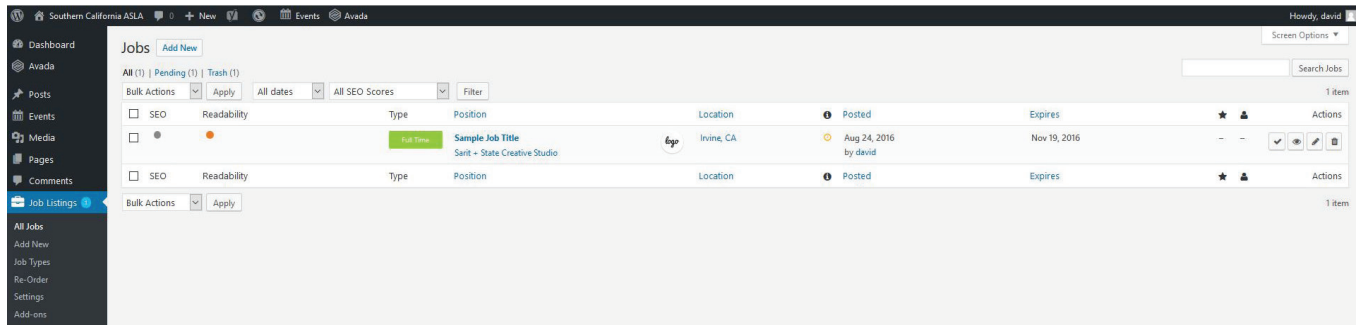 Southern California ASLA 0 + New Events Avada Howdy, david
Screen Options ▼
Dashboard
Avada
Posts
Events
Media
Pages
Comments
Job Listings 1
All Jobs
Add New
Job Types
Re-Order
Settings
Add-ons
Jobs Add New
All (1) | Pending (1) | Trash (1)
Search Jobs
Bulk Actions Apply All dates All SEO Scores Filter 1 item
SEO Readability Type Position Location Posted Expires Actions
Full Time Sample Job Title logo Irvine, CA Aug 24, 2016 Nov 19, 2016 – –
Sarit + State Creative Studio by david
SEO Readability Type Position Location Posted Expires Actions
Bulk Actions Apply 1 item